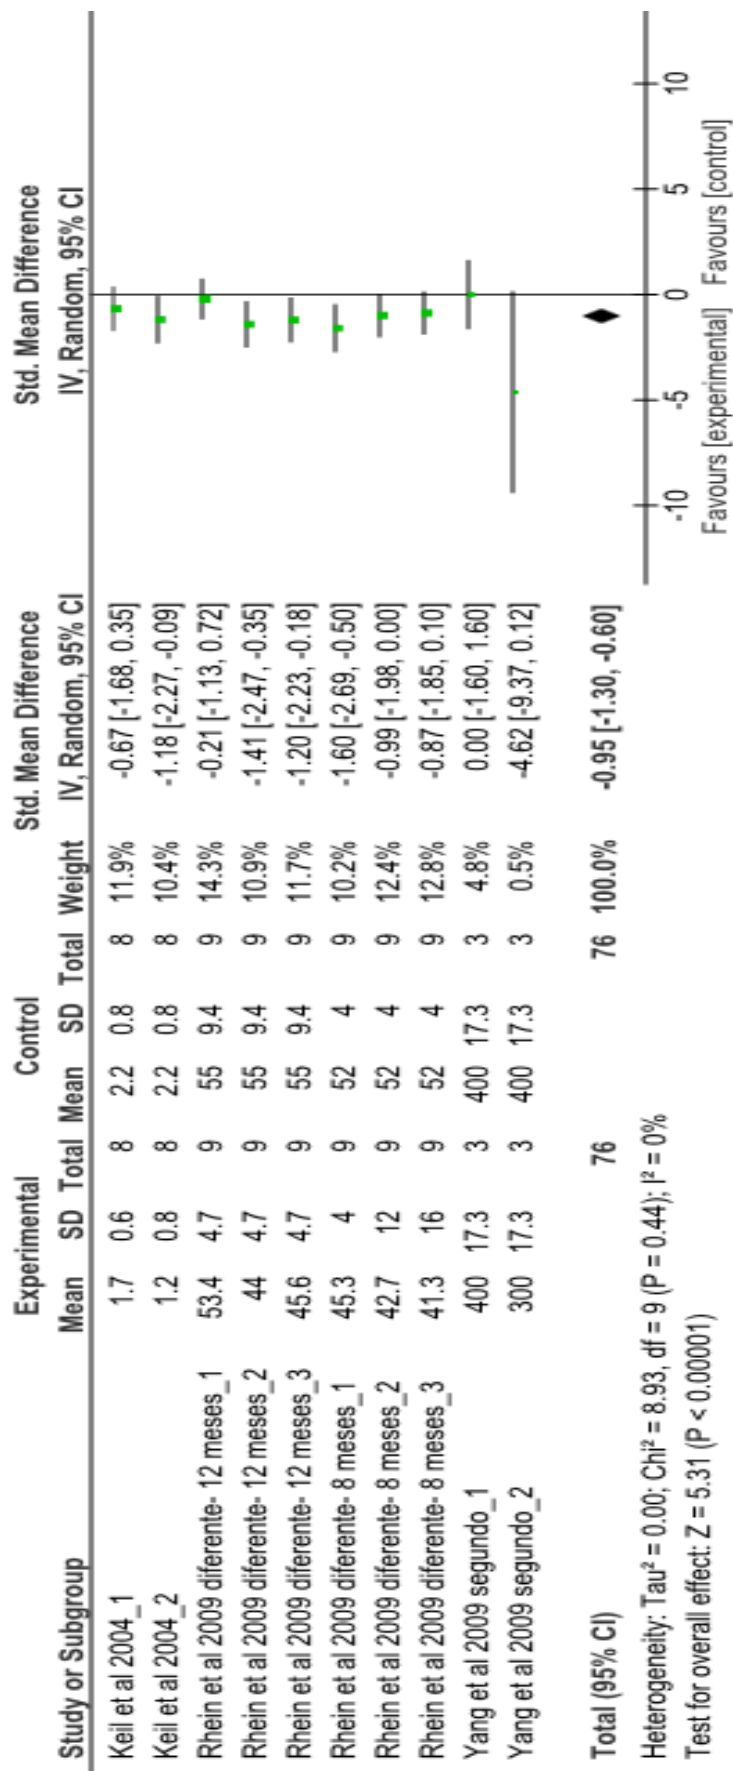 Experimental Control Std. Mean Difference Std. Mean Difference
Study or Subgroup Mean SD Total Mean SD Total Weight IV, Random, 95% CI IV, Random, 95% CI
Keil et al 2004_1 1.7 0.6 8 2.2 0.8 8 11.9% -0.67 [-1.68, 0.35]
Keil et al 2004_2 1.2 0.8 8 2.2 0.8 8 10.4% -1.18 [-2.27, -0.09]
Rhein et al 2009 diferente- 12 meses_1 53.4 4.7 9 55 9.4 9 14.3% -0.21 [-1.13, 0.72]
Rhein et al 2009 diferente- 12 meses_2 44 4.7 9 55 9.4 9 10.9% -1.41 [-2.47, -0.35]
Rhein et al 2009 diferente- 12 meses_3 45.6 4.7 9 55 9.4 9 11.7% -1.20 [-2.23, -0.18]
Rhein et al 2009 diferente- 8 meses_1 45.3 4 9 52 4 9 10.2% -1.60 [-2.69, -0.50]
Rhein et al 2009 diferente- 8 meses_2 42.7 12 9 52 4 9 12.4% -0.99 [-1.98, 0.00]
Rhein et al 2009 diferente- 8 meses_3 41.3 16 9 52 4 9 12.8% -0.87 [-1.85, 0.10]
Yang et al 2009 segundo_1 400 17.3 3 400 17.3 3 4.8% 0.00 [-1.60, 1.60]
Yang et al 2009 segundo_2 300 17.3 3 400 17.3 3 0.5% -4.62 [-9.37, 0.12]
Total (95% CI) 76 76 100.0% -0.95 [-1.30, -0.60]
Heterogeneity: Tau² = 0.00; Chi² = 8.93, df = 9 (P = 0.44); I² = 0%
Test for overall effect: Z = 5.31 (P < 0.00001)
-10 -5 0 5 10
Favours [experimental] Favours [control]